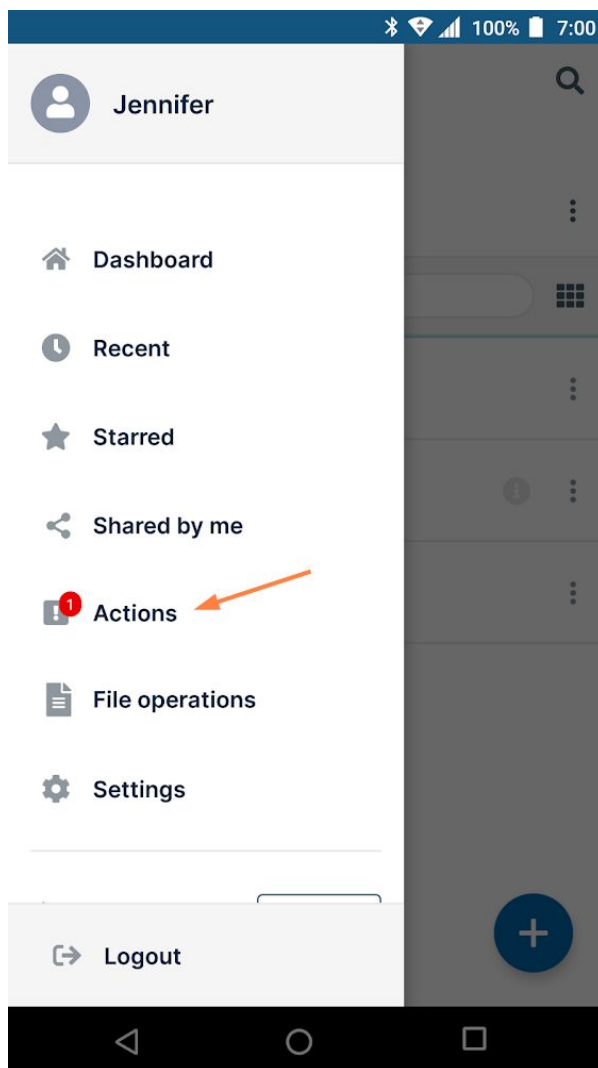 100% 7:00
Jennifer
Dashboard
Recent
Starred
Shared by me
1
Actions
File operations
Settings
Logout